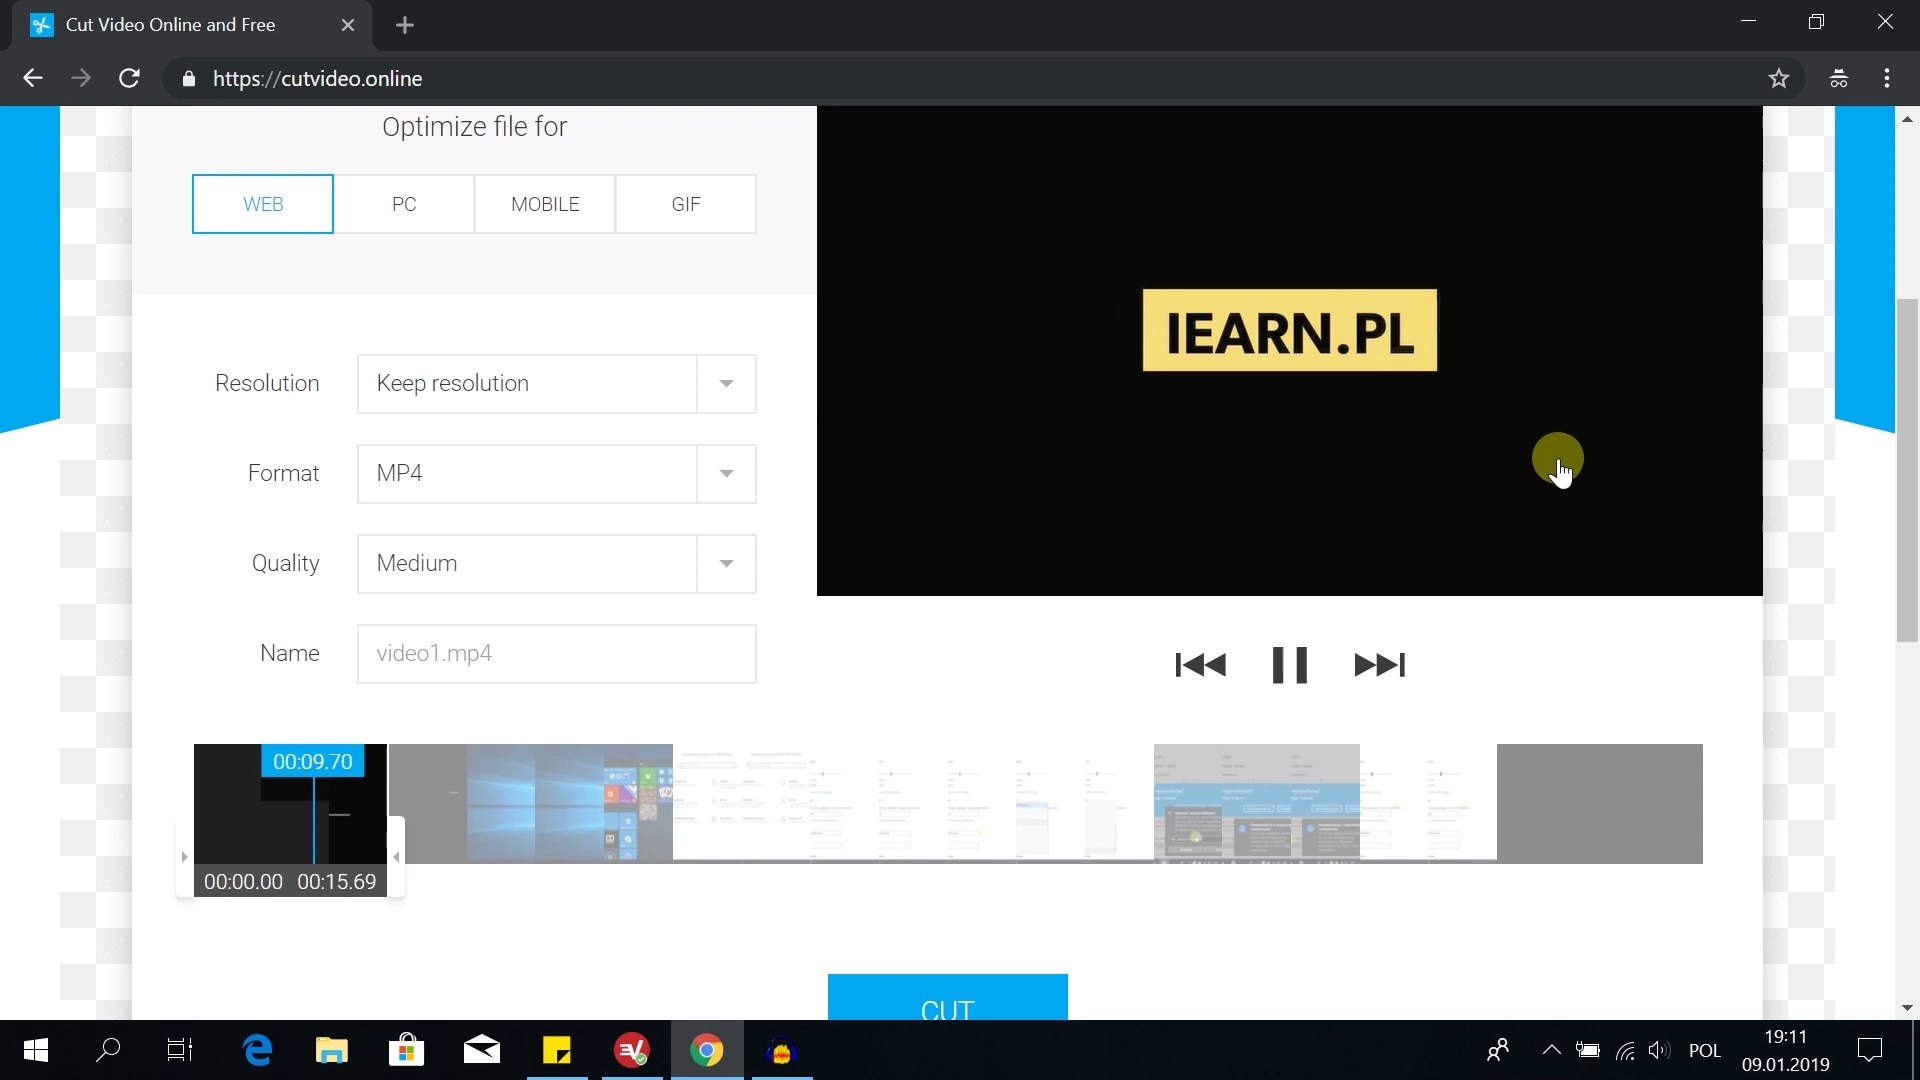 Cut Video Online and Free
https://cutvideo.online
Optimize file for
WEB
PC
MOBILE
GIF
IEARN.PL
Resolution
Keep resolution
Format
MP4
Quality
Medium
Name
video1.mp4
00:09.70
00:00.00 00:15.69
CUT
POL
19:11
09.01.2019